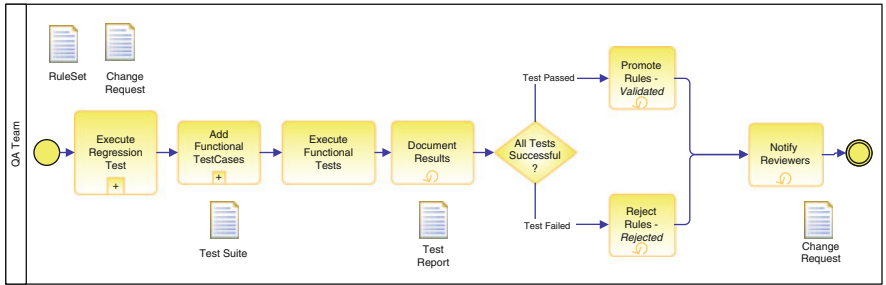 QA Team
RuleSet
Change
Request
Execute
Regression
Test
+
Add
Functional
TestCases
+
Test Suite
Execute
Functional
Tests
Document
Results
Test
Report
All Tests
Successful
?
Test Passed
Promote
Rules -
Validated
Test Failed
Reject
Rules -
Rejected
Notify
Reviewers
Change
Request